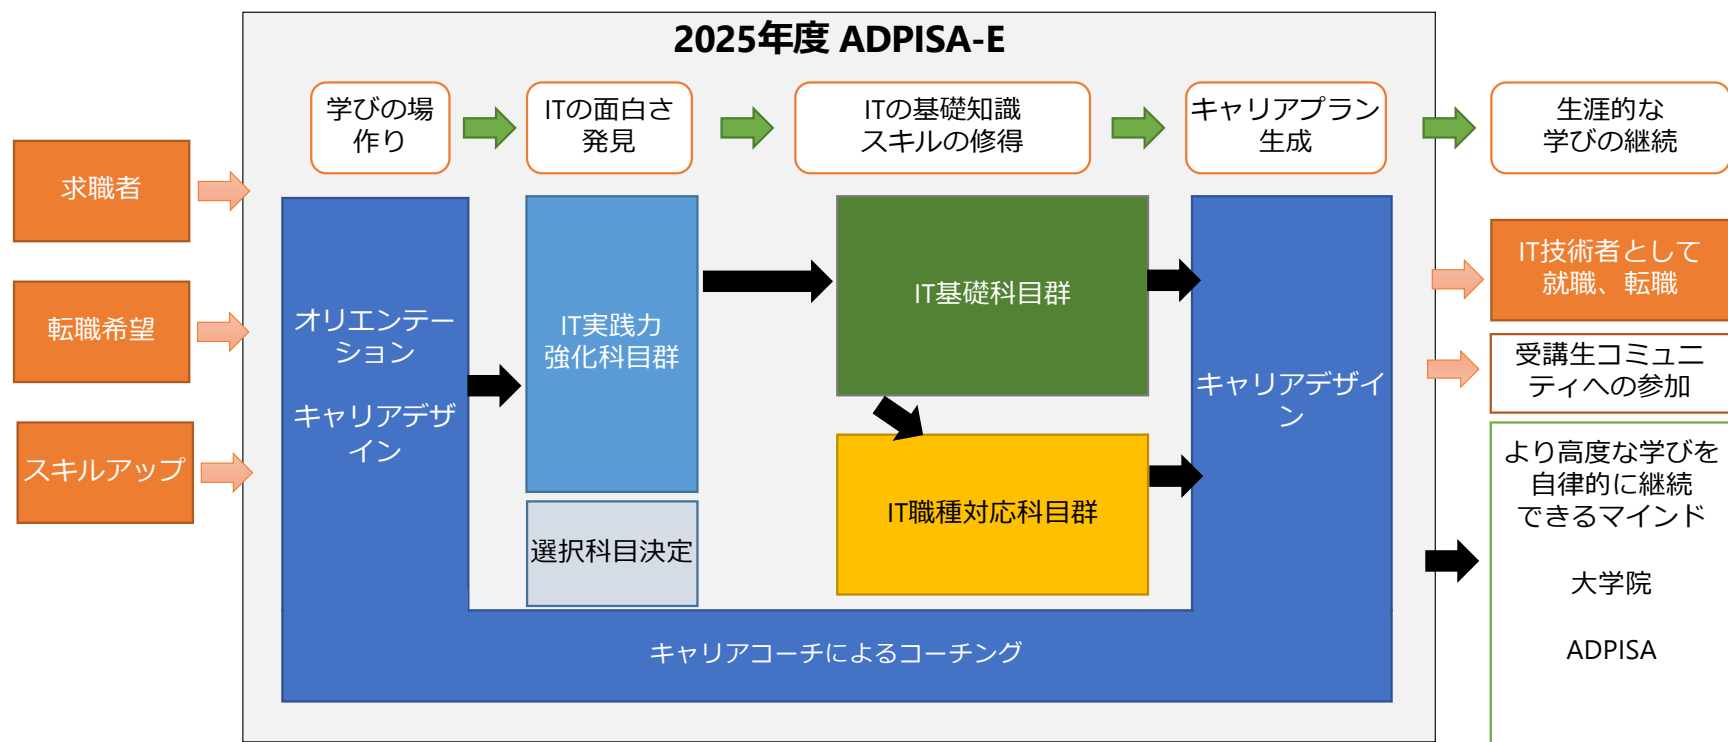 2025年度 ADPISA-E
学びの場
作り
ITの面白さ
発見
ITの基礎知識
スキルの修得
キャリアプラン
生成
生涯的な
学びの継続
求職者
転職希望
スキルアップ
オリエンテー
ション
キャリアデザ
イン
IT実践力
強化科目群
選択科目決定
IT基礎科目群
IT職種対応科目群
キャリアデザイ
ン
キャリアコーチによるコーチング
IT技術者として
就職、転職
受講生コミュニ
ティへの参加
より高度な学びを
自律的に継続
できるマインド
大学院
ADPISA